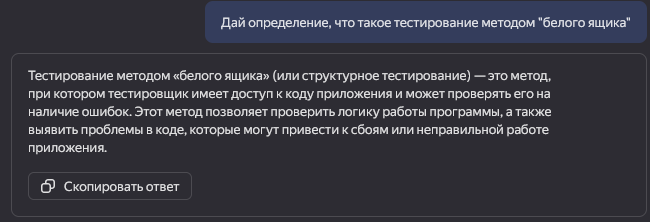 Дай определение, что такое тестирование методом "белого ящика"
Тестирование методом «белого ящика» (или структурное тестирование) — это метод,
при котором тестировщик имеет доступ к коду приложения и может проверять его на
наличие ошибок. Этот метод позволяет проверить логику работы программы, а также
выявить проблемы в коде, которые могут привести к сбоям или неправильной работе
приложения.
Скопировать ответ